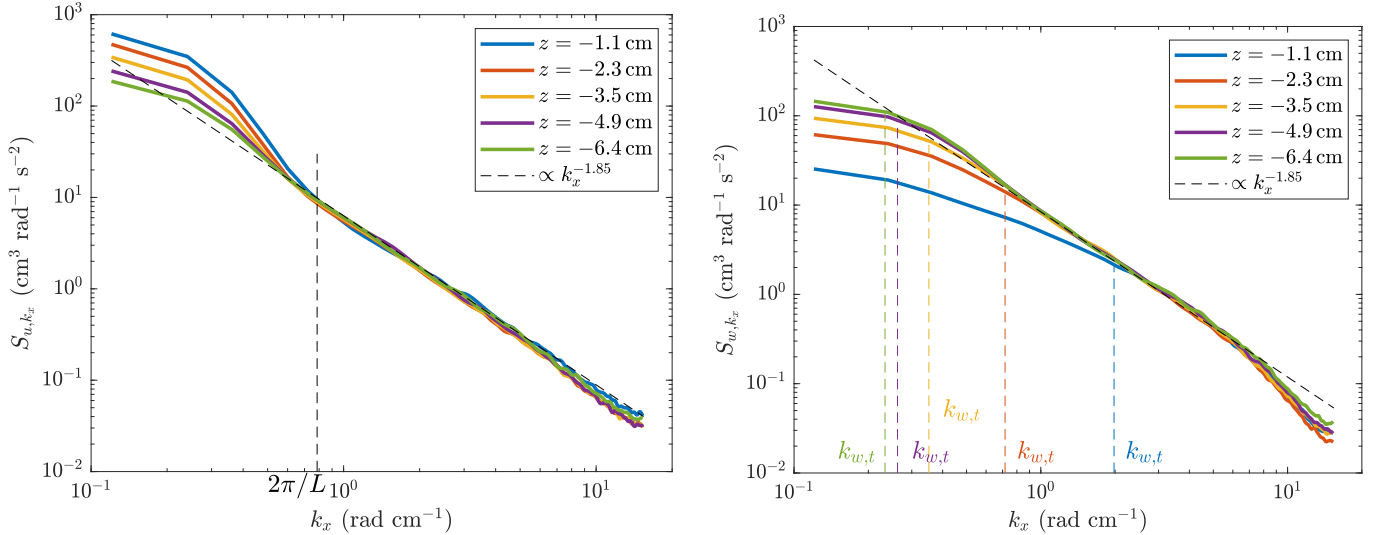 10^3
10^2
10^1
10^0
10^{-1}
10^{-2}
S_{u,k_x} (cm^3 rad^{-1} s^{-2})
z = −1.1 cm
z = −2.3 cm
z = −3.5 cm
z = −4.9 cm
z = −6.4 cm
∝ k_x^{-1.85}
2π/L
10^{-1}
10^0
10^1
k_x (rad cm^{-1})
10^3
10^2
10^1
10^0
10^{-1}
10^{-2}
S_{w,k_x} (cm^3 rad^{-1} s^{-2})
z = −1.1 cm
z = −2.3 cm
z = −3.5 cm
z = −4.9 cm
z = −6.4 cm
∝ k_x^{-1.85}
k_{w,t}
k_{w,t} k_{w,t} k_{w,t} k_{w,t}
10^{-1}
10^0
10^1
k_x (rad cm^{-1})